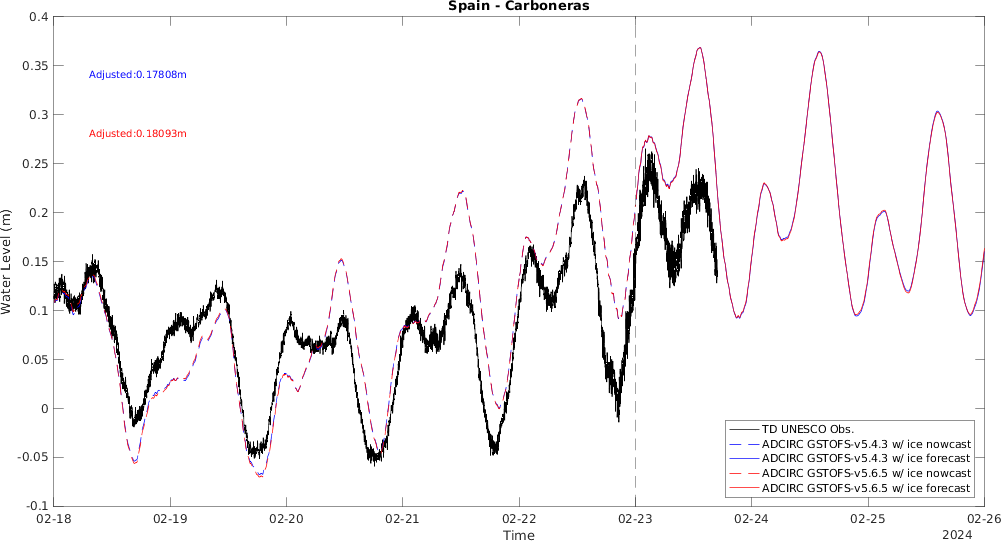 Spain - Carboneras
0.4
0.35
0.3
0.25
0.2
0.15
0.1
0.05
0
-0.05
-0.1
Water Level (m)
Adjusted:0.17808m
Adjusted:0.18093m
TD UNESCO Obs.
ADCIRC GSTOFS-v5.4.3 w/ ice nowcast
ADCIRC GSTOFS-v5.4.3 w/ ice forecast
ADCIRC GSTOFS-v5.6.5 w/ ice nowcast
ADCIRC GSTOFS-v5.6.5 w/ ice forecast
02-18 02-19 02-20 02-21 02-22 02-23 02-24 02-25 02-26
Time
2024